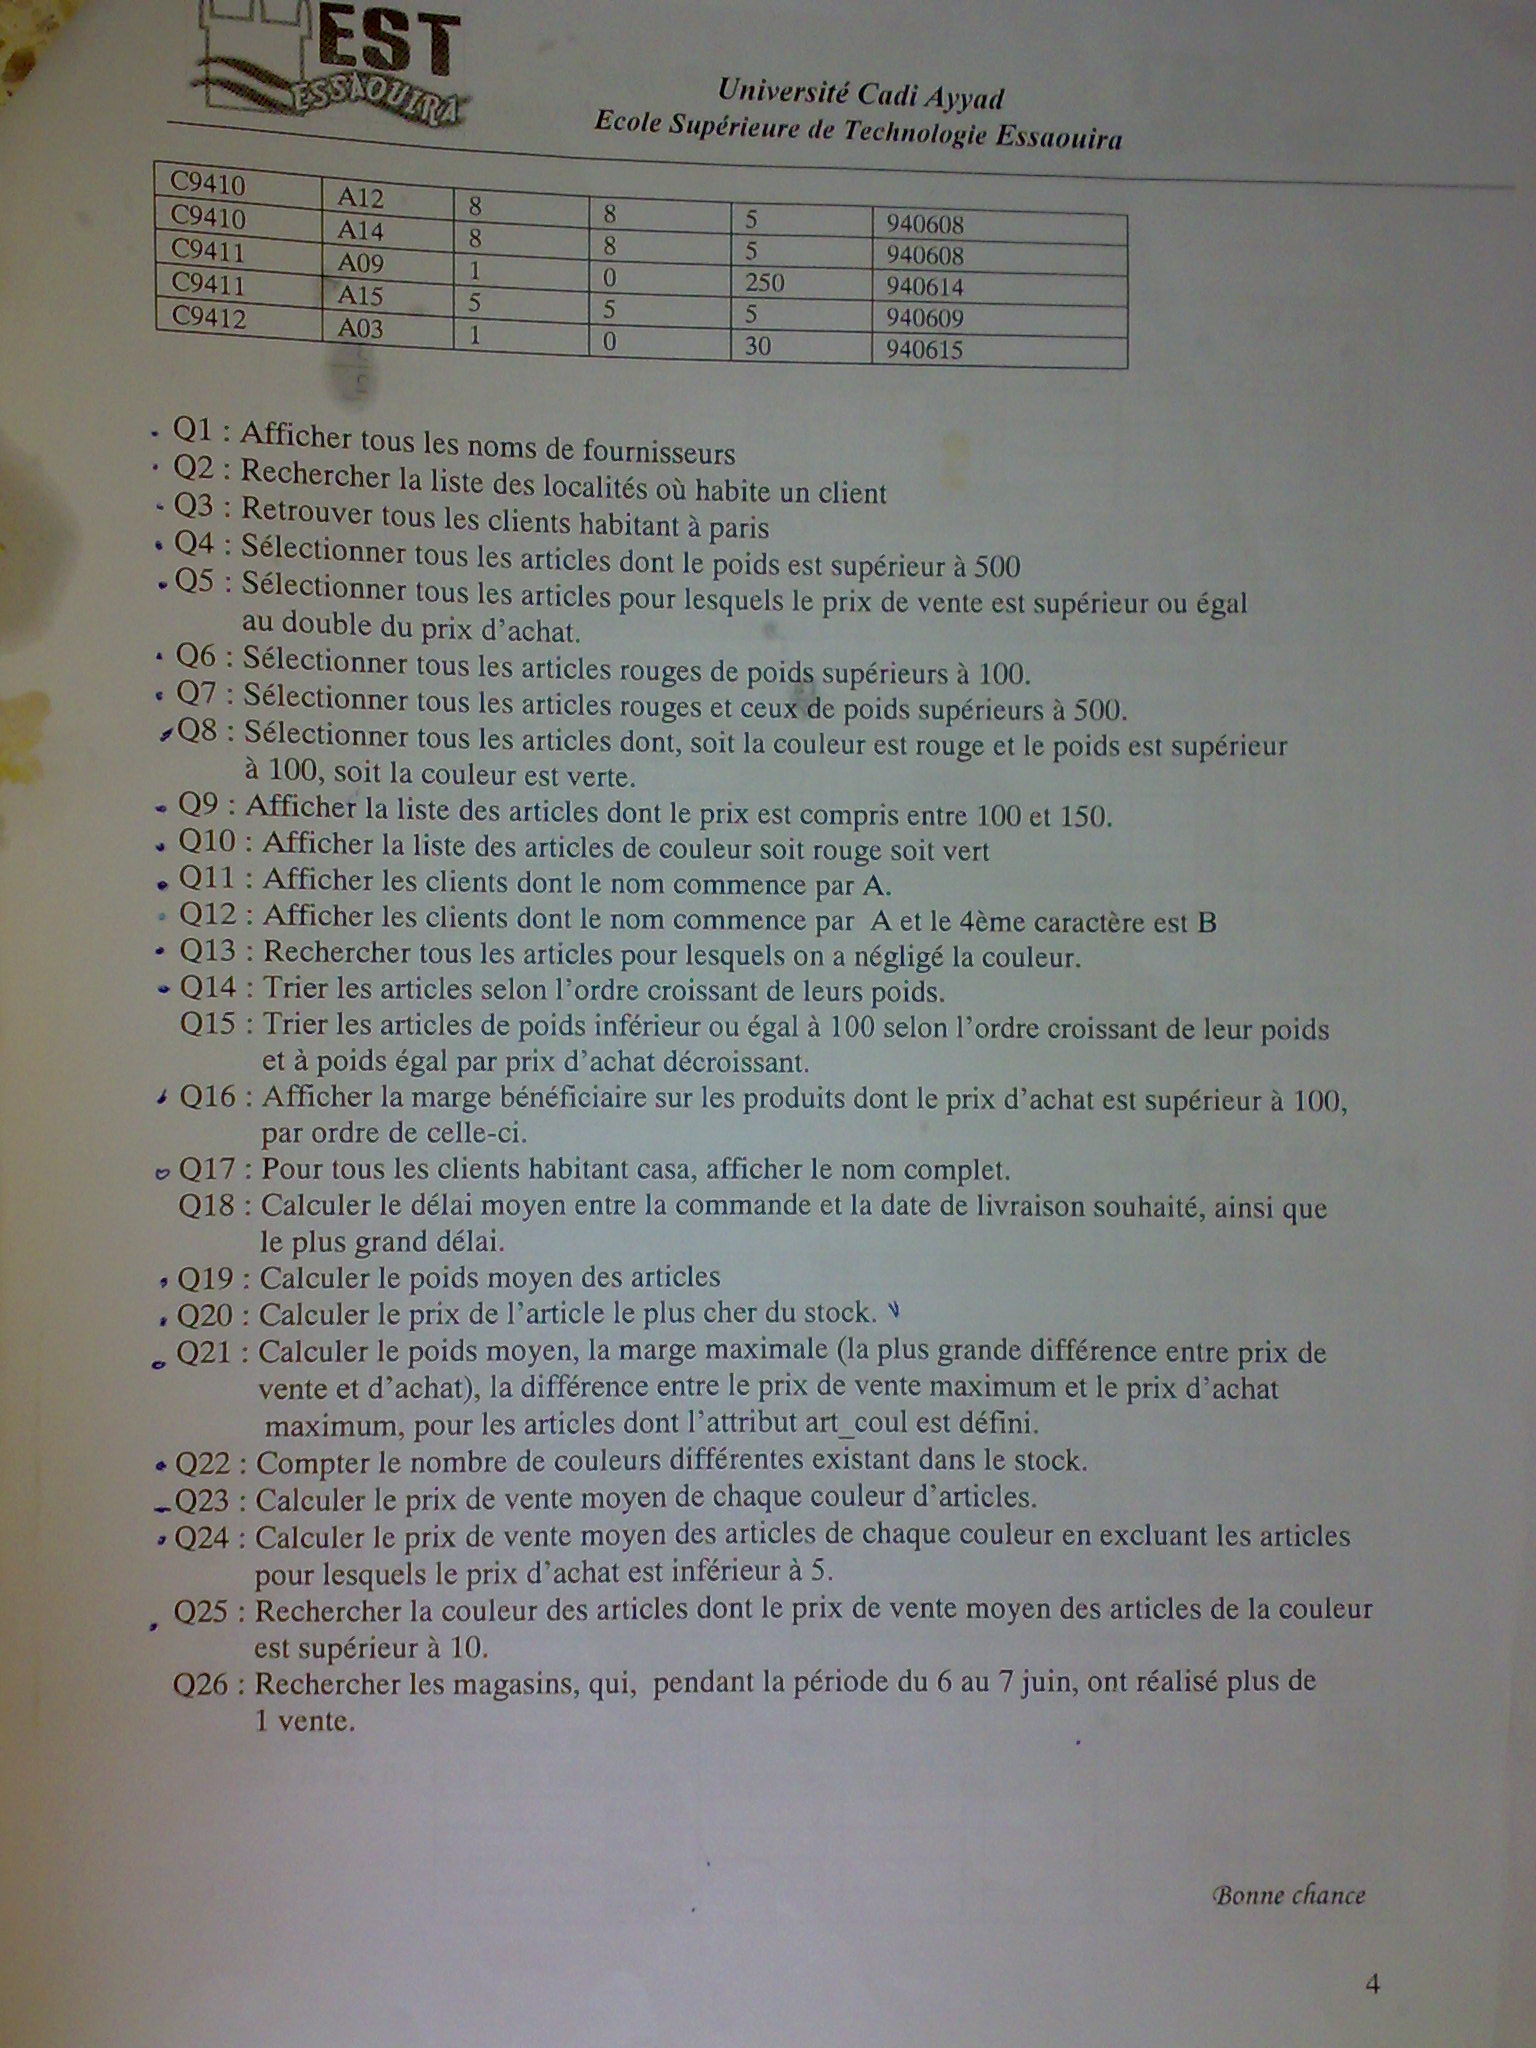 EST
ESSAOUIRA
Université Cadi Ayyad
Ecole Supérieure de Technologie Essaouira
C9410 A12 8 8 5 940608
C9410 A14 8 8 5 940608
C9411 A09 1 0 250 940614
C9411 A15 5 5 5 940609
C9412 A03 1 0 30 940615
Q1 : Afficher tous les noms de fournisseurs
Q2 : Rechercher la liste des localités où habite un client
Q3 : Retrouver tous les clients habitant à paris
Q4 : Sélectionner tous les articles dont le poids est supérieur à 500
Q5 : Sélectionner tous les articles pour lesquels le prix de vente est supérieur ou égal
au double du prix d'achat.
Q6 : Sélectionner tous les articles rouges de poids supérieurs à 100.
Q7 : Sélectionner tous les articles rouges et ceux de poids supérieurs à 500.
Q8 : Sélectionner tous les articles dont, soit la couleur est rouge et le poids est supérieur
à 100, soit la couleur est verte.
Q9 : Afficher la liste des articles dont le prix est compris entre 100 et 150.
Q10 : Afficher la liste des articles de couleur soit rouge soit vert
Q11 : Afficher les clients dont le nom commence par A.
Q12 : Afficher les clients dont le nom commence par A et le 4ème caractère est B
Q13 : Rechercher tous les articles pour lesquels on a négligé la couleur.
Q14 : Trier les articles selon l'ordre croissant de leurs poids.
Q15 : Trier les articles de poids inférieur ou égal à 100 selon l'ordre croissant de leur poids
et à poids égal par prix d'achat décroissant.
Q16 : Afficher la marge bénéficiaire sur les produits dont le prix d'achat est supérieur à 100,
par ordre de celle-ci.
Q17 : Pour tous les clients habitant casa, afficher le nom complet.
Q18 : Calculer le délai moyen entre la commande et la date de livraison souhaité, ainsi que
le plus grand délai.
Q19 : Calculer le poids moyen des articles
Q20 : Calculer le prix de l'article le plus cher du stock.
Q21 : Calculer le poids moyen, la marge maximale (la plus grande différence entre prix de
vente et d'achat), la différence entre le prix de vente maximum et le prix d'achat
maximum, pour les articles dont l'attribut art_coul est défini.
Q22 : Compter le nombre de couleurs différentes existant dans le stock.
Q23 : Calculer le prix de vente moyen de chaque couleur d'articles.
Q24 : Calculer le prix de vente moyen des articles de chaque couleur en excluant les articles
pour lesquels le prix d'achat est inférieur à 5.
Q25 : Rechercher la couleur des articles dont le prix de vente moyen des articles de la couleur
est supérieur à 10.
Q26 : Rechercher les magasins, qui, pendant la période du 6 au 7 juin, ont réalisé plus de
1 vente.
Bonne chance
4